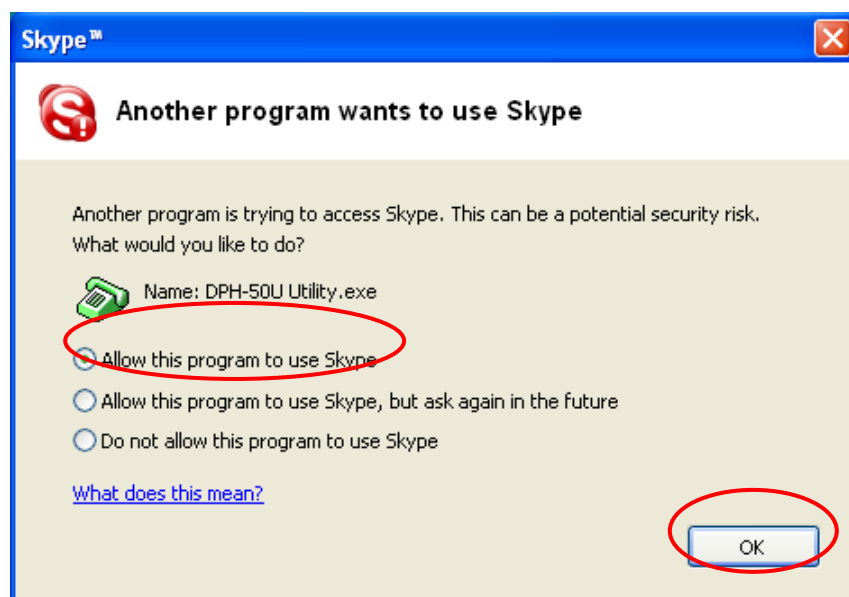 Skype™
Another program wants to use Skype
Another program is trying to access Skype. This can be a potential security risk.
What would you like to do?
Name: DPH-50U Utility.exe
Allow this program to use Skype
Allow this program to use Skype, but ask again in the future
Do not allow this program to use Skype
What does this mean?
OK